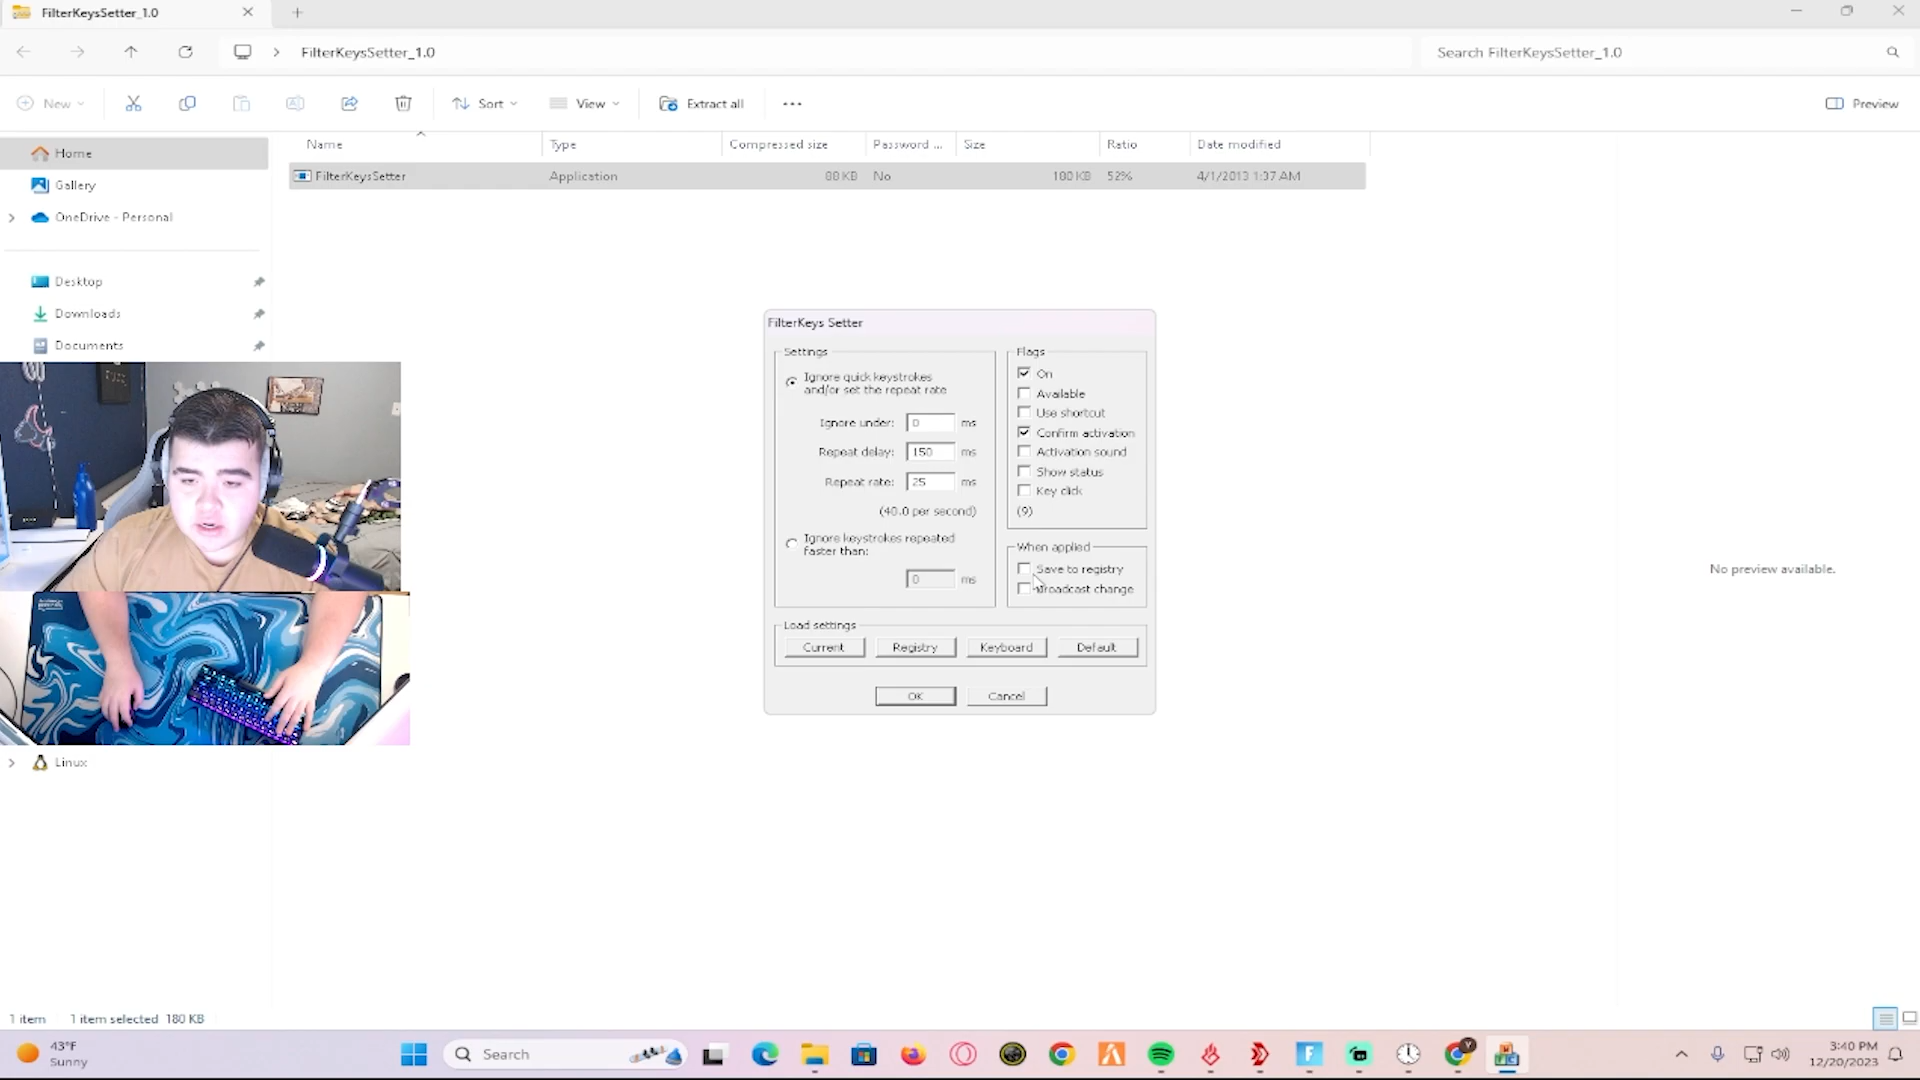 FilterKeysSetter_1.0
FilterKeysSetter_1.0
Search FilterKeysSetter_1.0
New
Sort
View
Extract all
Preview
Name
Type
Compressed size
Password ...
Size
Ratio
Date modified
Home
FilterKeysSetter
Application
88 KB
No
180 KB
52%
4/1/2013 1:37 AM
Gallery
OneDrive - Personal
Desktop
Downloads
Documents
Linux
FilterKeys Setter
Settings
Ignore quick keystrokes
and/or set the repeat rate
Ignore under: 0 ms
Repeat delay: 150 ms
Repeat rate: 25 ms
(40.0 per second)
Ignore keystrokes repeated
faster than:
0 ms
Flags
On
Available
Use shortcut
Confirm activation
Activation sound
Show status
Key click
(9)
When applied
Save to registry
Broadcast change
Load settings
Current
Registry
Keyboard
Default
OK
Cancel
No preview available.
1 item
1 item selected 180 KB
43°F
Sunny
Search
3:40 PM
12/20/2023